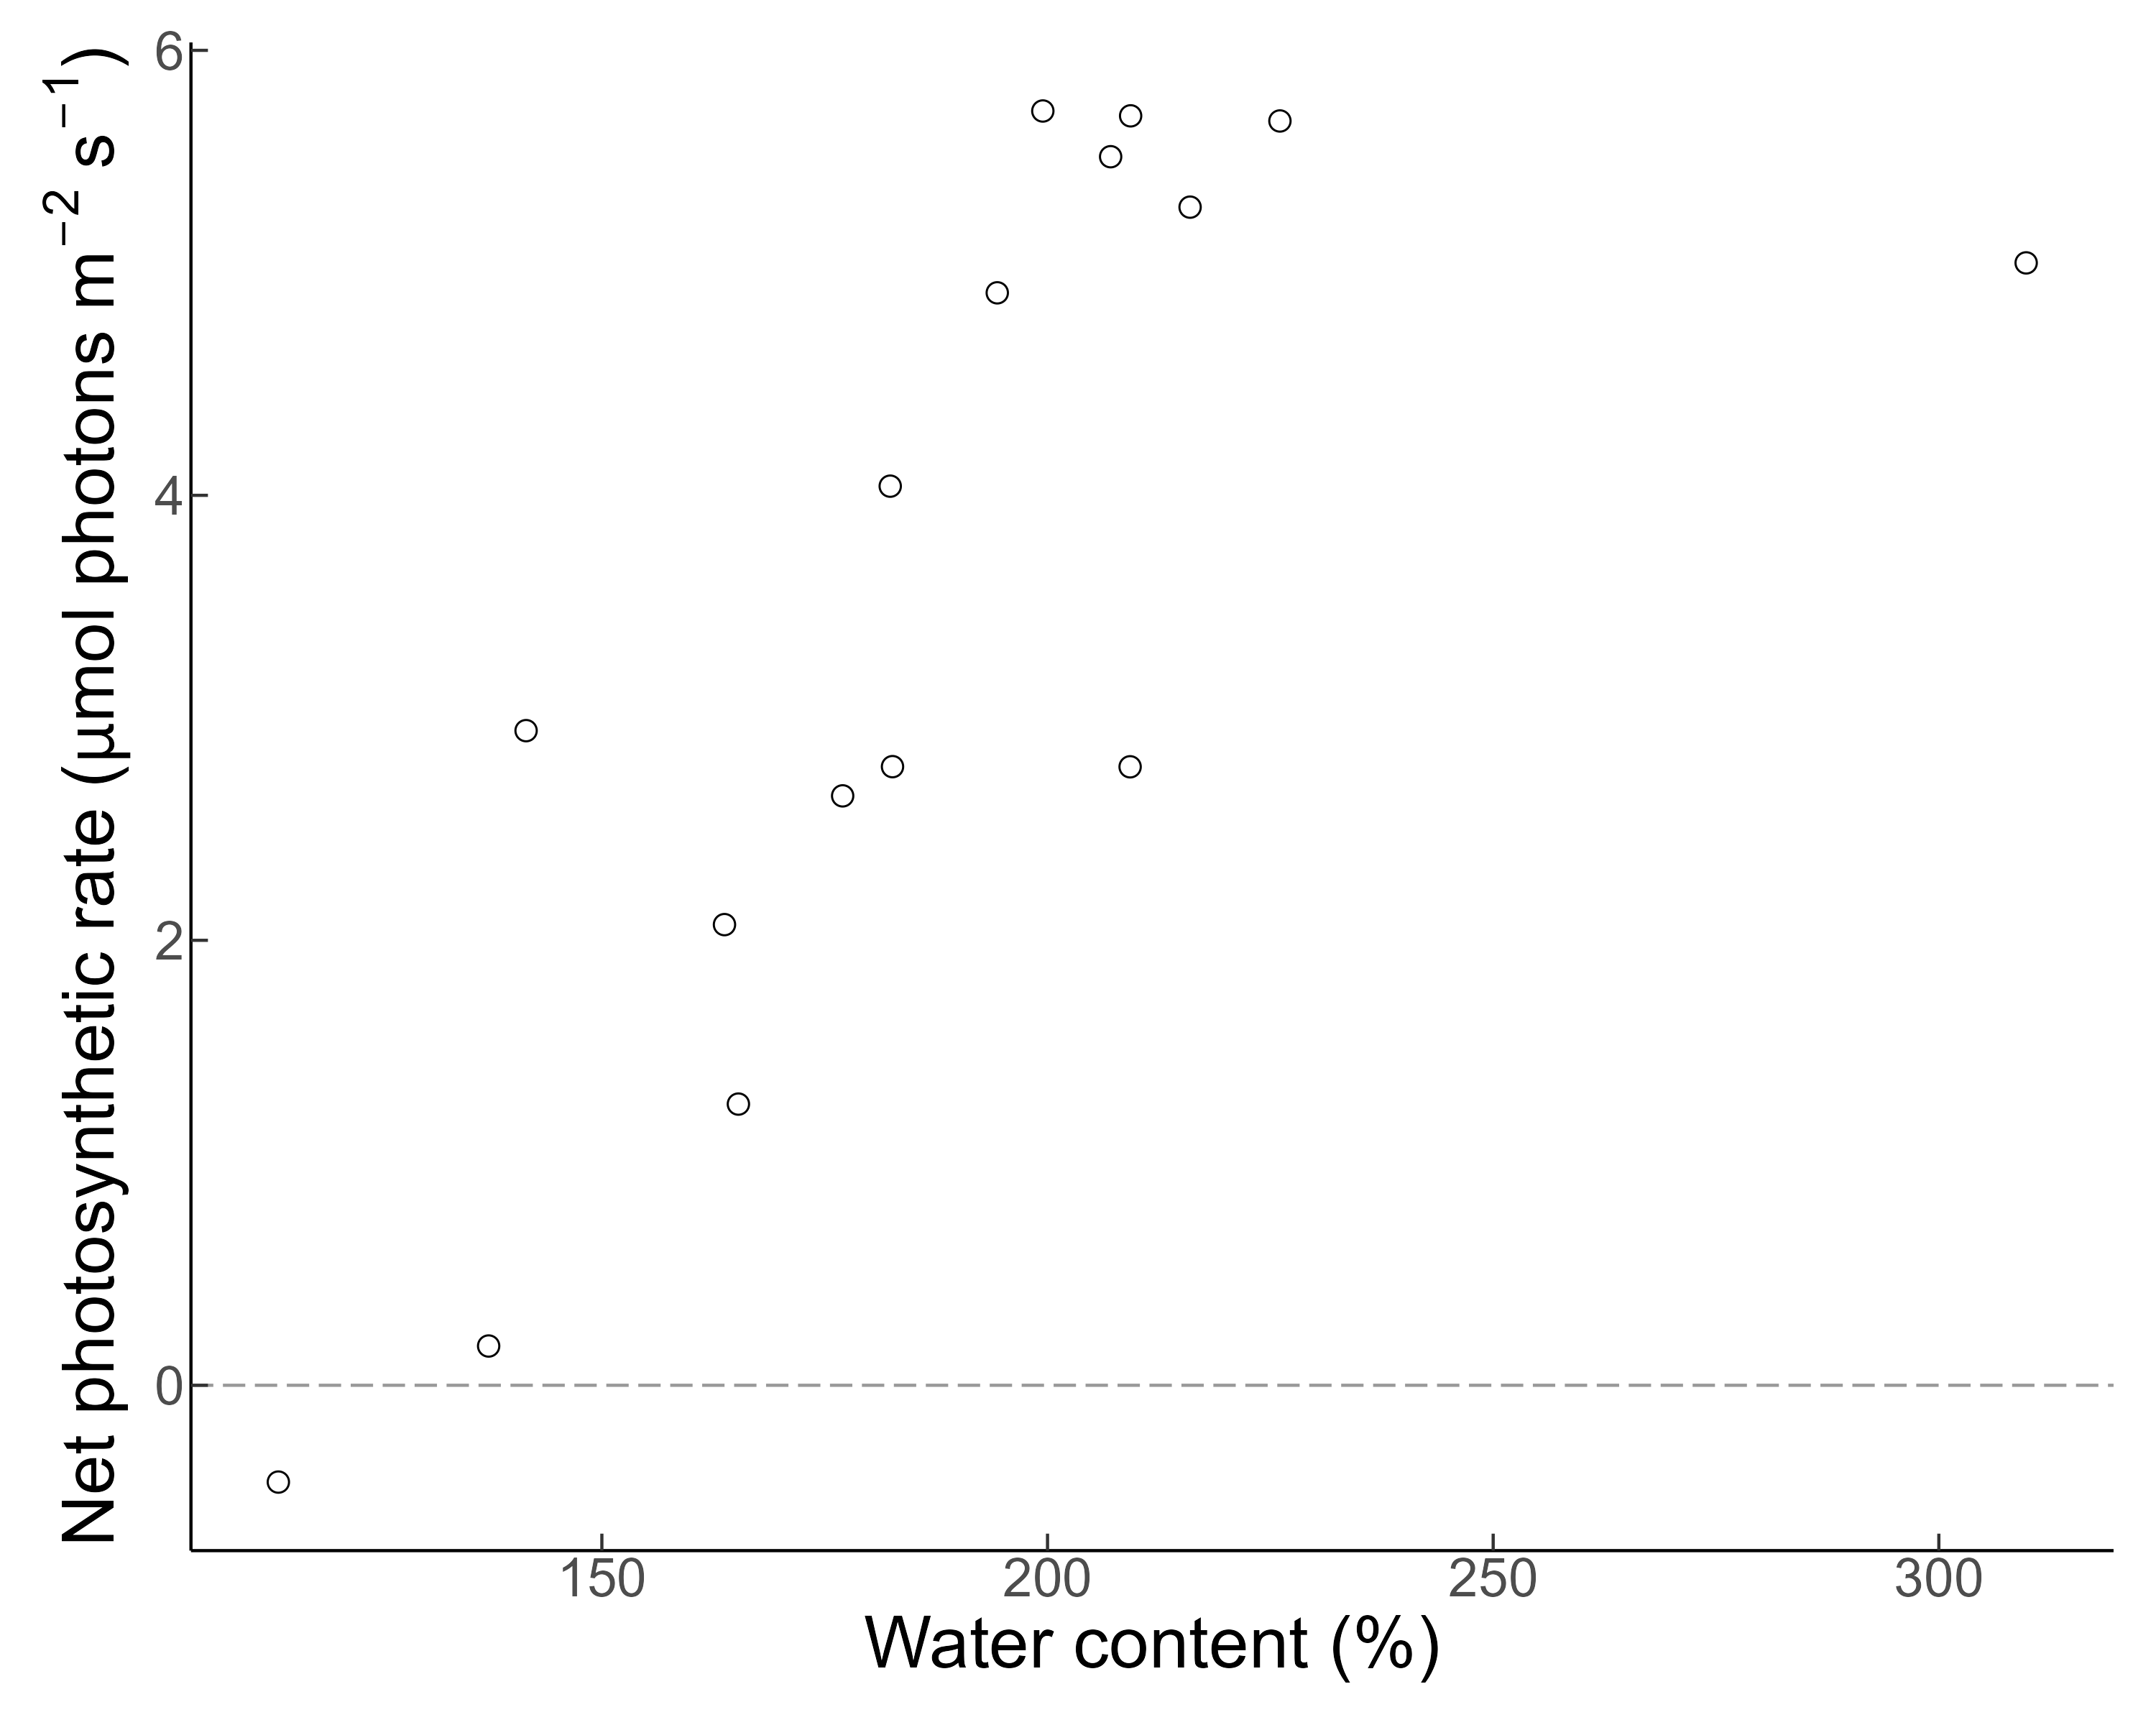 Net photosynthetic rate (µmol photons m⁻² s⁻¹)
6
4
2
0
150 200 250 300
Water content (%)